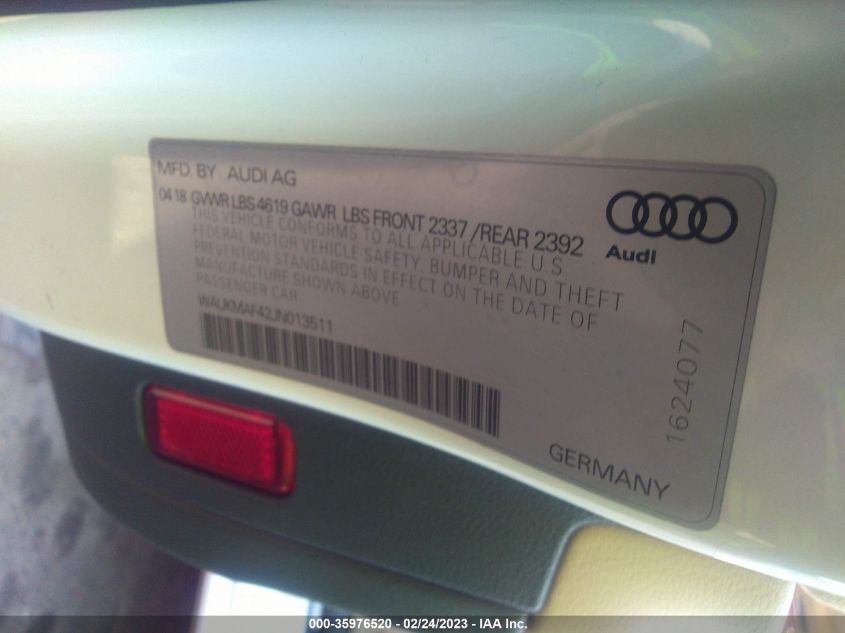 MFD. BY AUDI AG
04 18 GVWR LBS 4619 GAWR LBS FRONT 2337 /REAR 2392
THIS VEHICLE CONFORMS TO ALL APPLICABLE U S
FEDERAL MOTOR VEHICLE SAFETY, BUMPER AND THEFT
PREVENTION STANDARDS IN EFFECT ON THE DATE OF
MANUFACTURE SHOWN ABOVE
PASSENGER CAR
WAUKMAF42JN013511
Audi
1624077
GERMANY
000-35976520 / 02/24/2023 - IAA Inc.